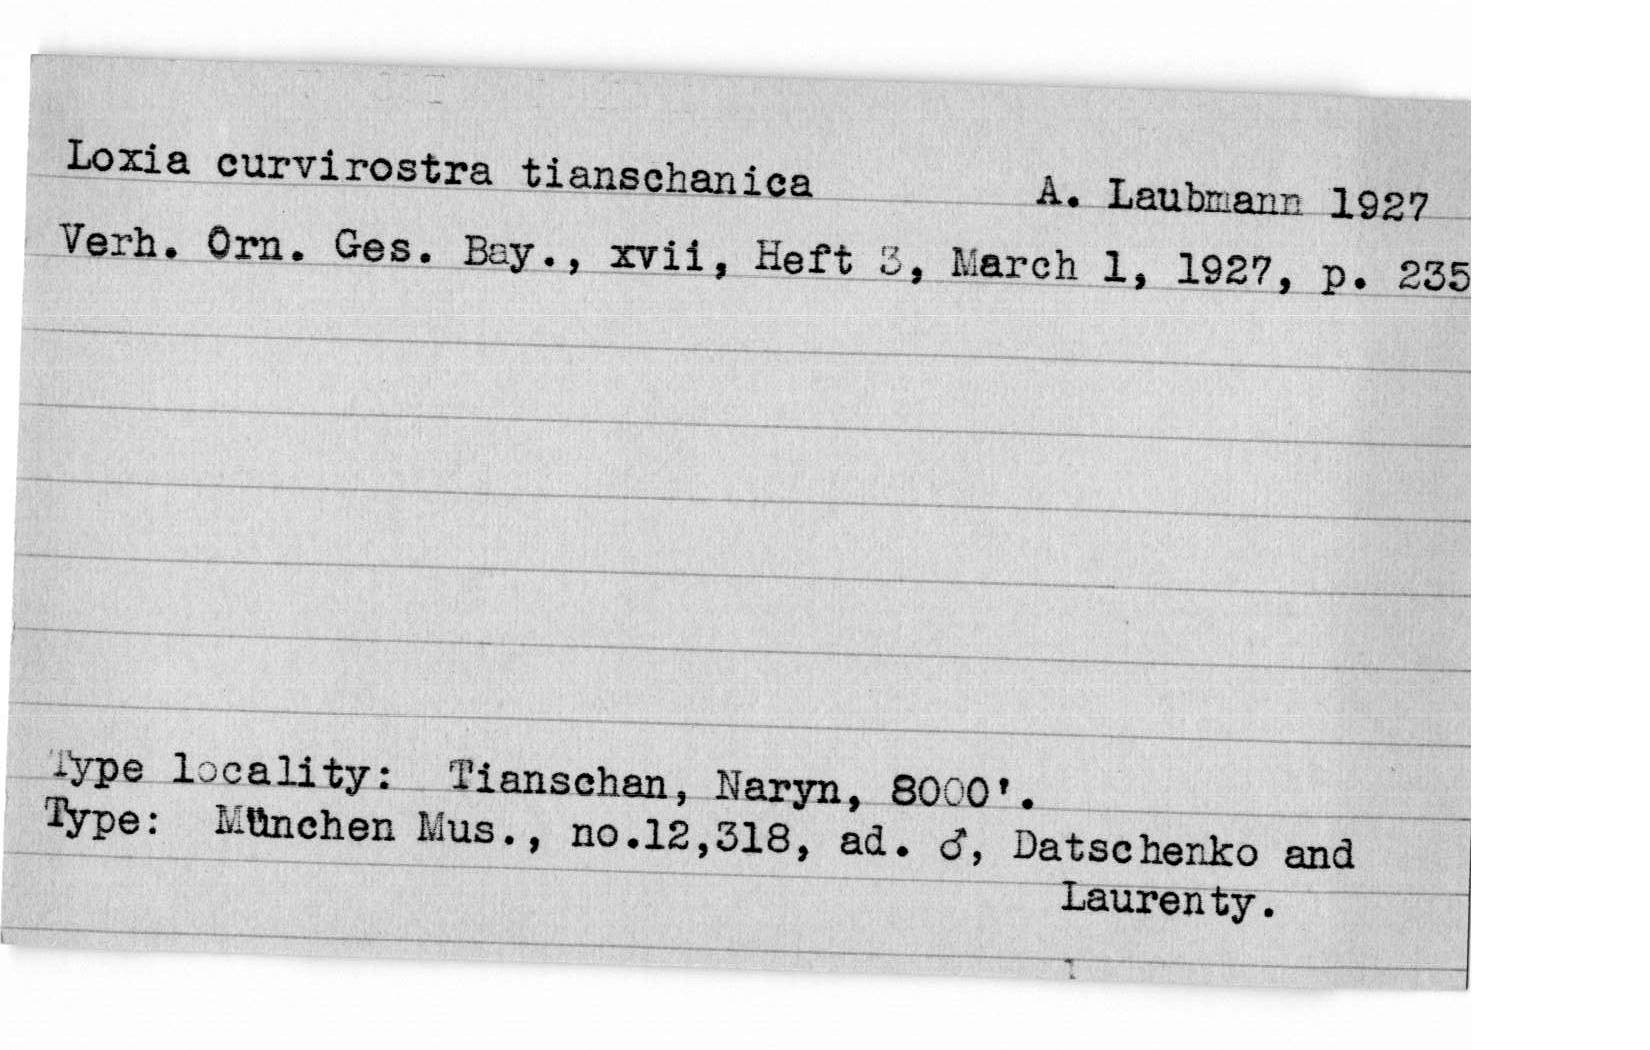 Loxia curvirostra tianschanica A. Laubmann 1927
Verh. Orn. Ges. Bay., xvii, Heft 3, March 1, 1927, p. 235
Type locality: Tianschan, Naryn, 8000'.
Type: München Mus., no.12,318, ad. ♂, Datschenko and
Laurenty.